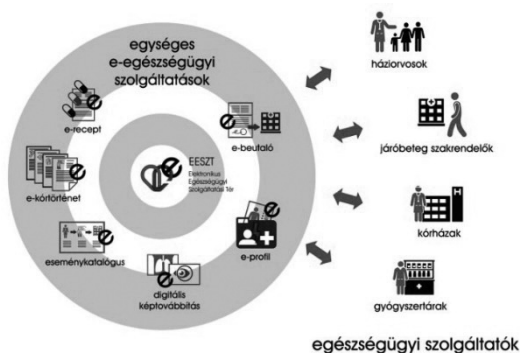 egységes
e-egészségügyi
szolgáltatások
e-recept
e-beutaló
e-kórtörténet
EESZT
Elektronikus
Egészségügyi
Szolgáltatási Tér
eseménykatalógus
digitális
képtovábbítás
e-profil
háziorvosok
járóbeteg szakrendelők
kórházak
gyógyszertárak
egészségügyi szolgáltatók